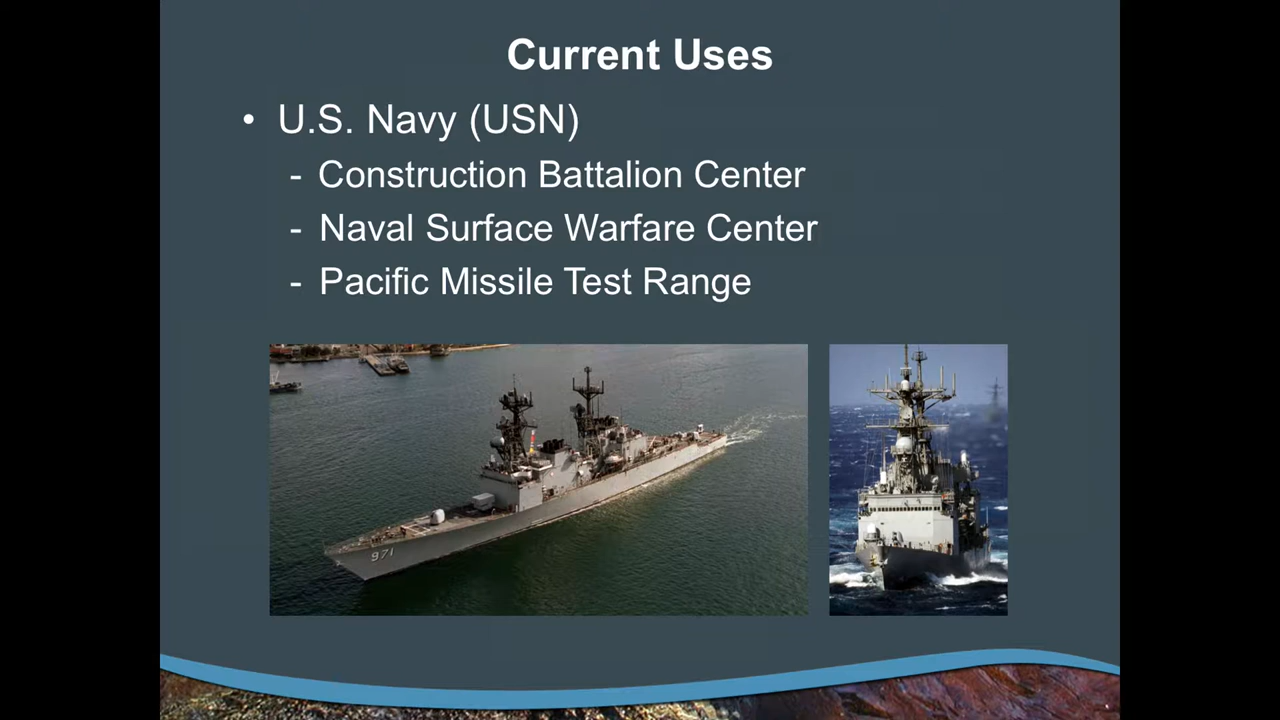 Current Uses
• U.S. Navy (USN)
- Construction Battalion Center
- Naval Surface Warfare Center
- Pacific Missile Test Range
971